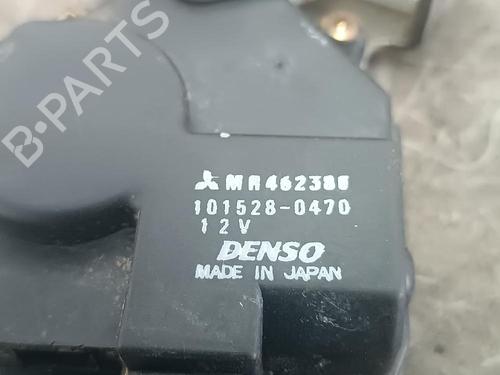 B-PARTS
MR462386
101528-0470
12V
DENSO
MADE IN JAPAN